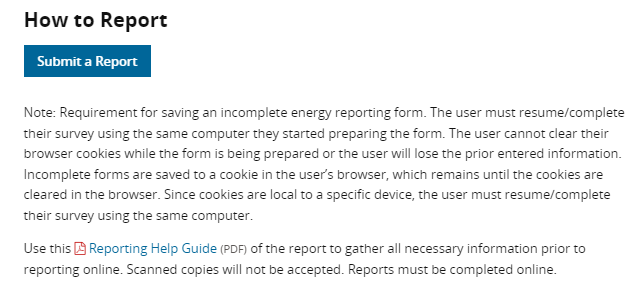 How to Report
Submit a Report
Note: Requirement for saving an incomplete energy reporting form. The user must resume/complete
their survey using the same computer they started preparing the form. The user cannot clear their
browser cookies while the form is being prepared or the user will lose the prior entered information.
Incomplete forms are saved to a cookie in the user’s browser, which remains until the cookies are
cleared in the browser. Since cookies are local to a specific device, the user must resume/complete
their survey using the same computer.
Use this Reporting Help Guide (PDF) of the report to gather all necessary information prior to
reporting online. Scanned copies will not be accepted. Reports must be completed online.